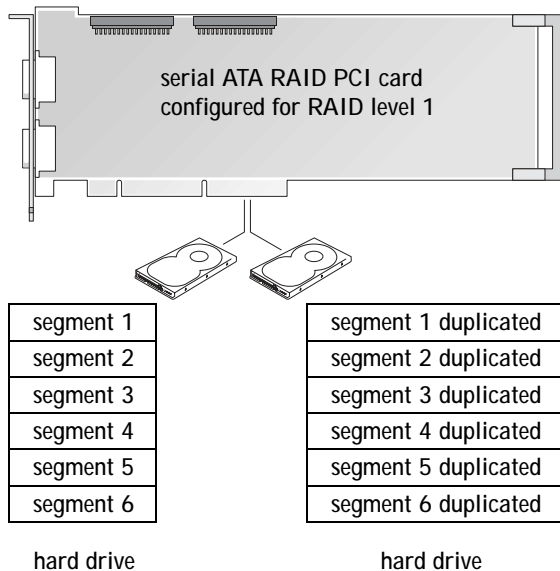 serial ATA RAID PCI card
configured for RAID level 1
segment 1
segment 1 duplicated
segment 2
segment 2 duplicated
segment 3
segment 3 duplicated
segment 4
segment 4 duplicated
segment 5
segment 5 duplicated
segment 6
segment 6 duplicated
hard drive
hard drive